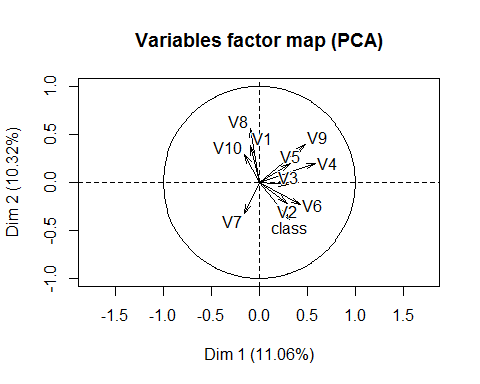 Variables factor map (PCA)
Dim 2 (10.32%)
1.0
0.5
0.0
-0.5
-1.0
V8
V1
V9
V10
V5
V4
V3
V6
V2
V7
class
-1.5 -1.0 -0.5 0.0 0.5 1.0 1.5
Dim 1 (11.06%)